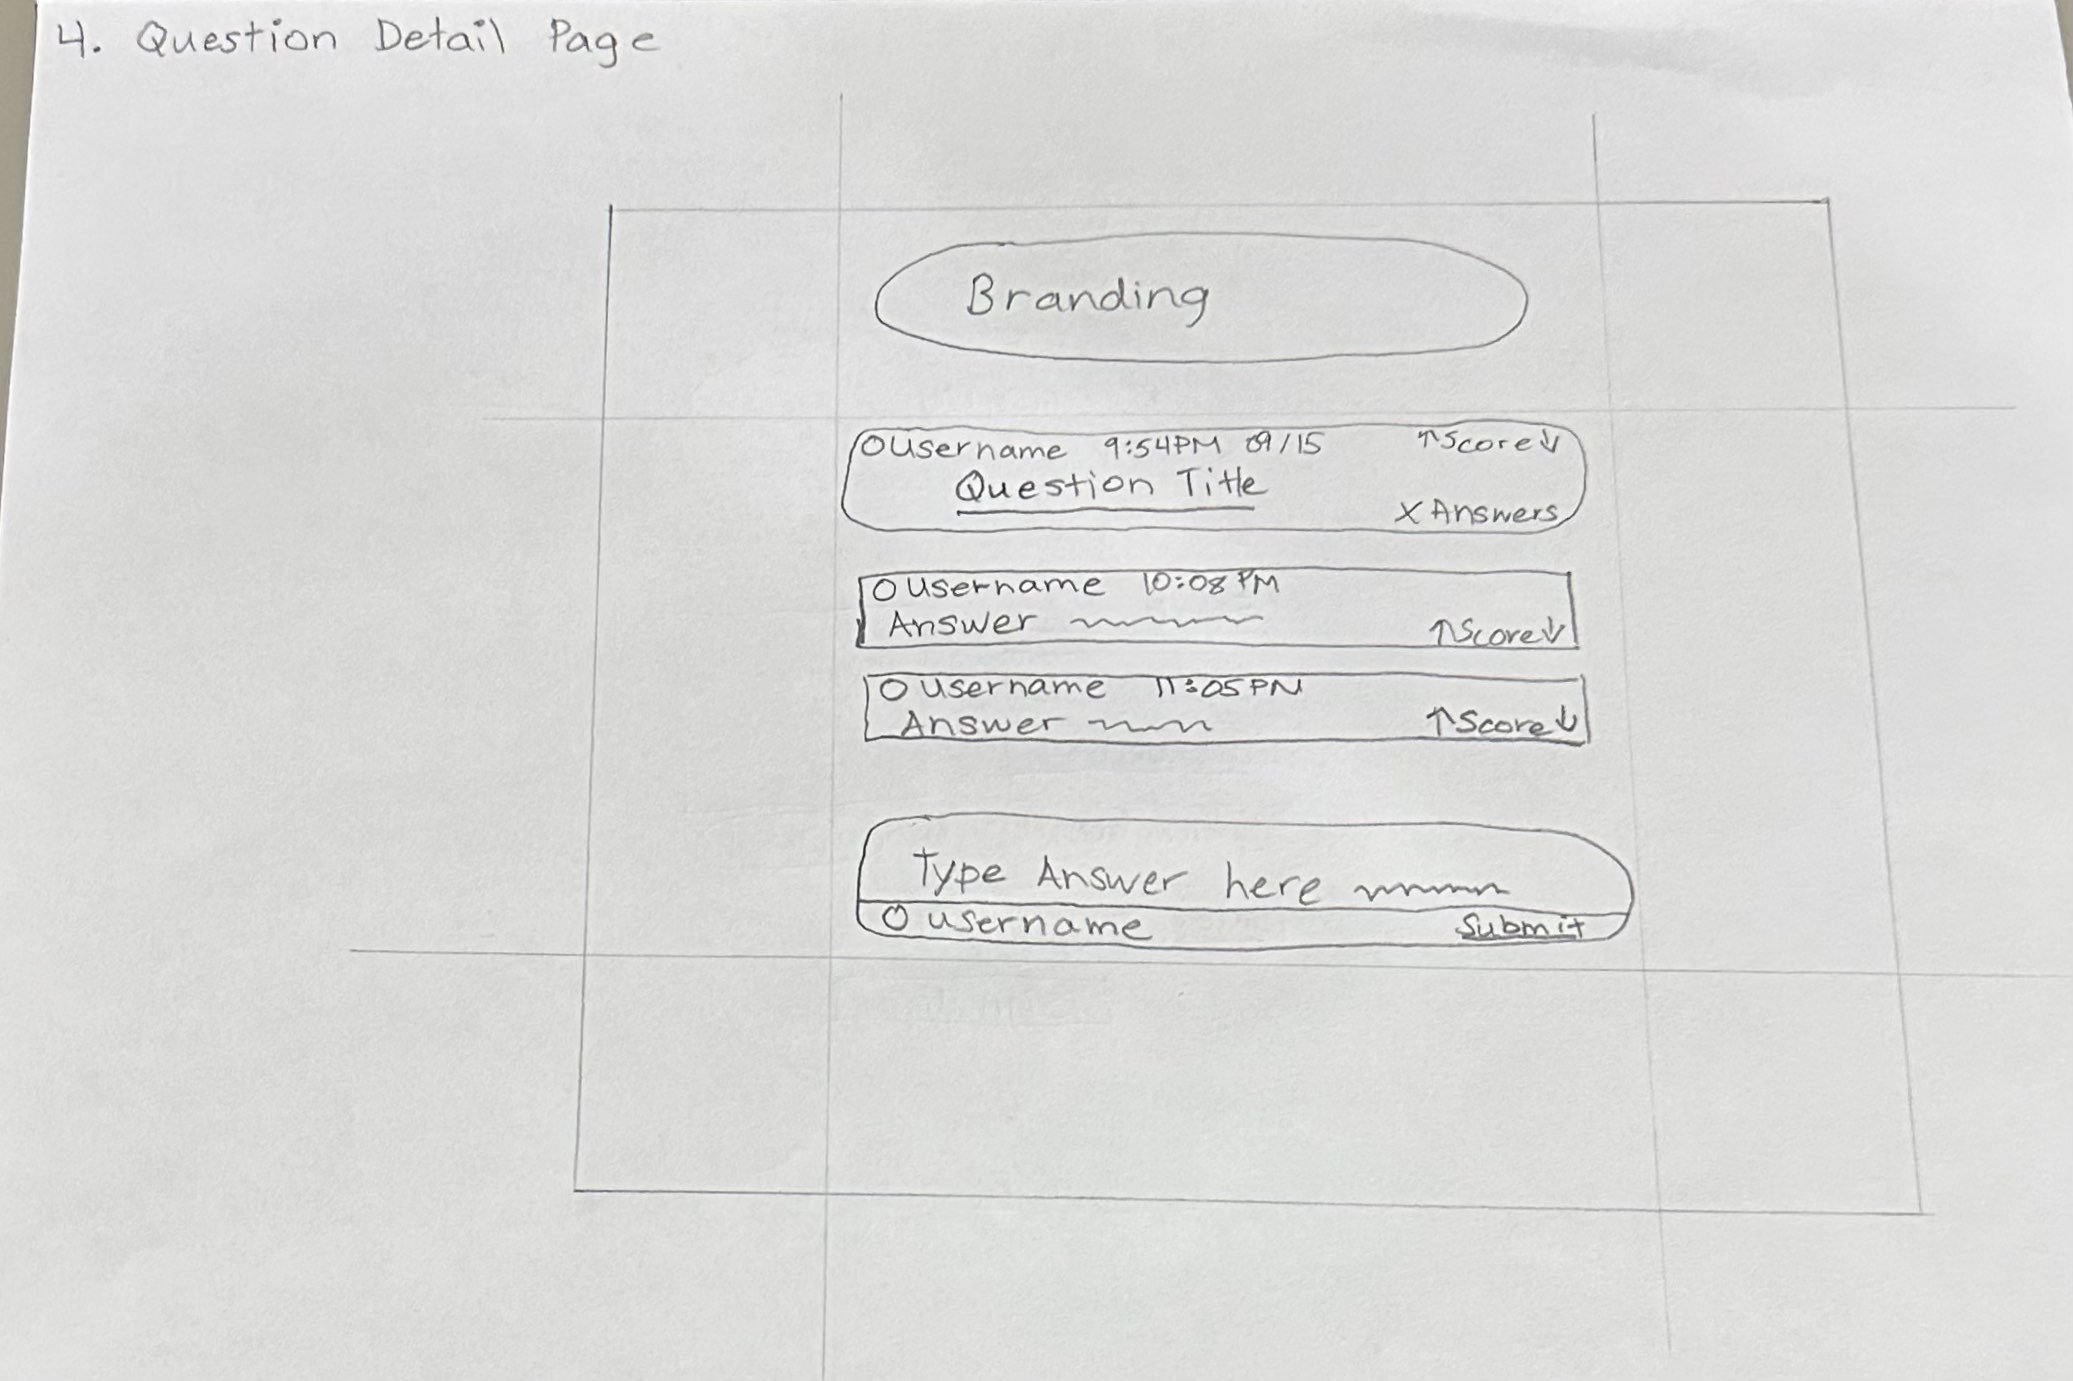 4. Question Detail Page
Branding
Username 9:54PM 09/15 ↑Score↓
Question Title
X Answers
username 10:08 PM
Answer
↑Score↓
username 11:05 PM
Answer ↑Score↓
Type Answer here
username Submit